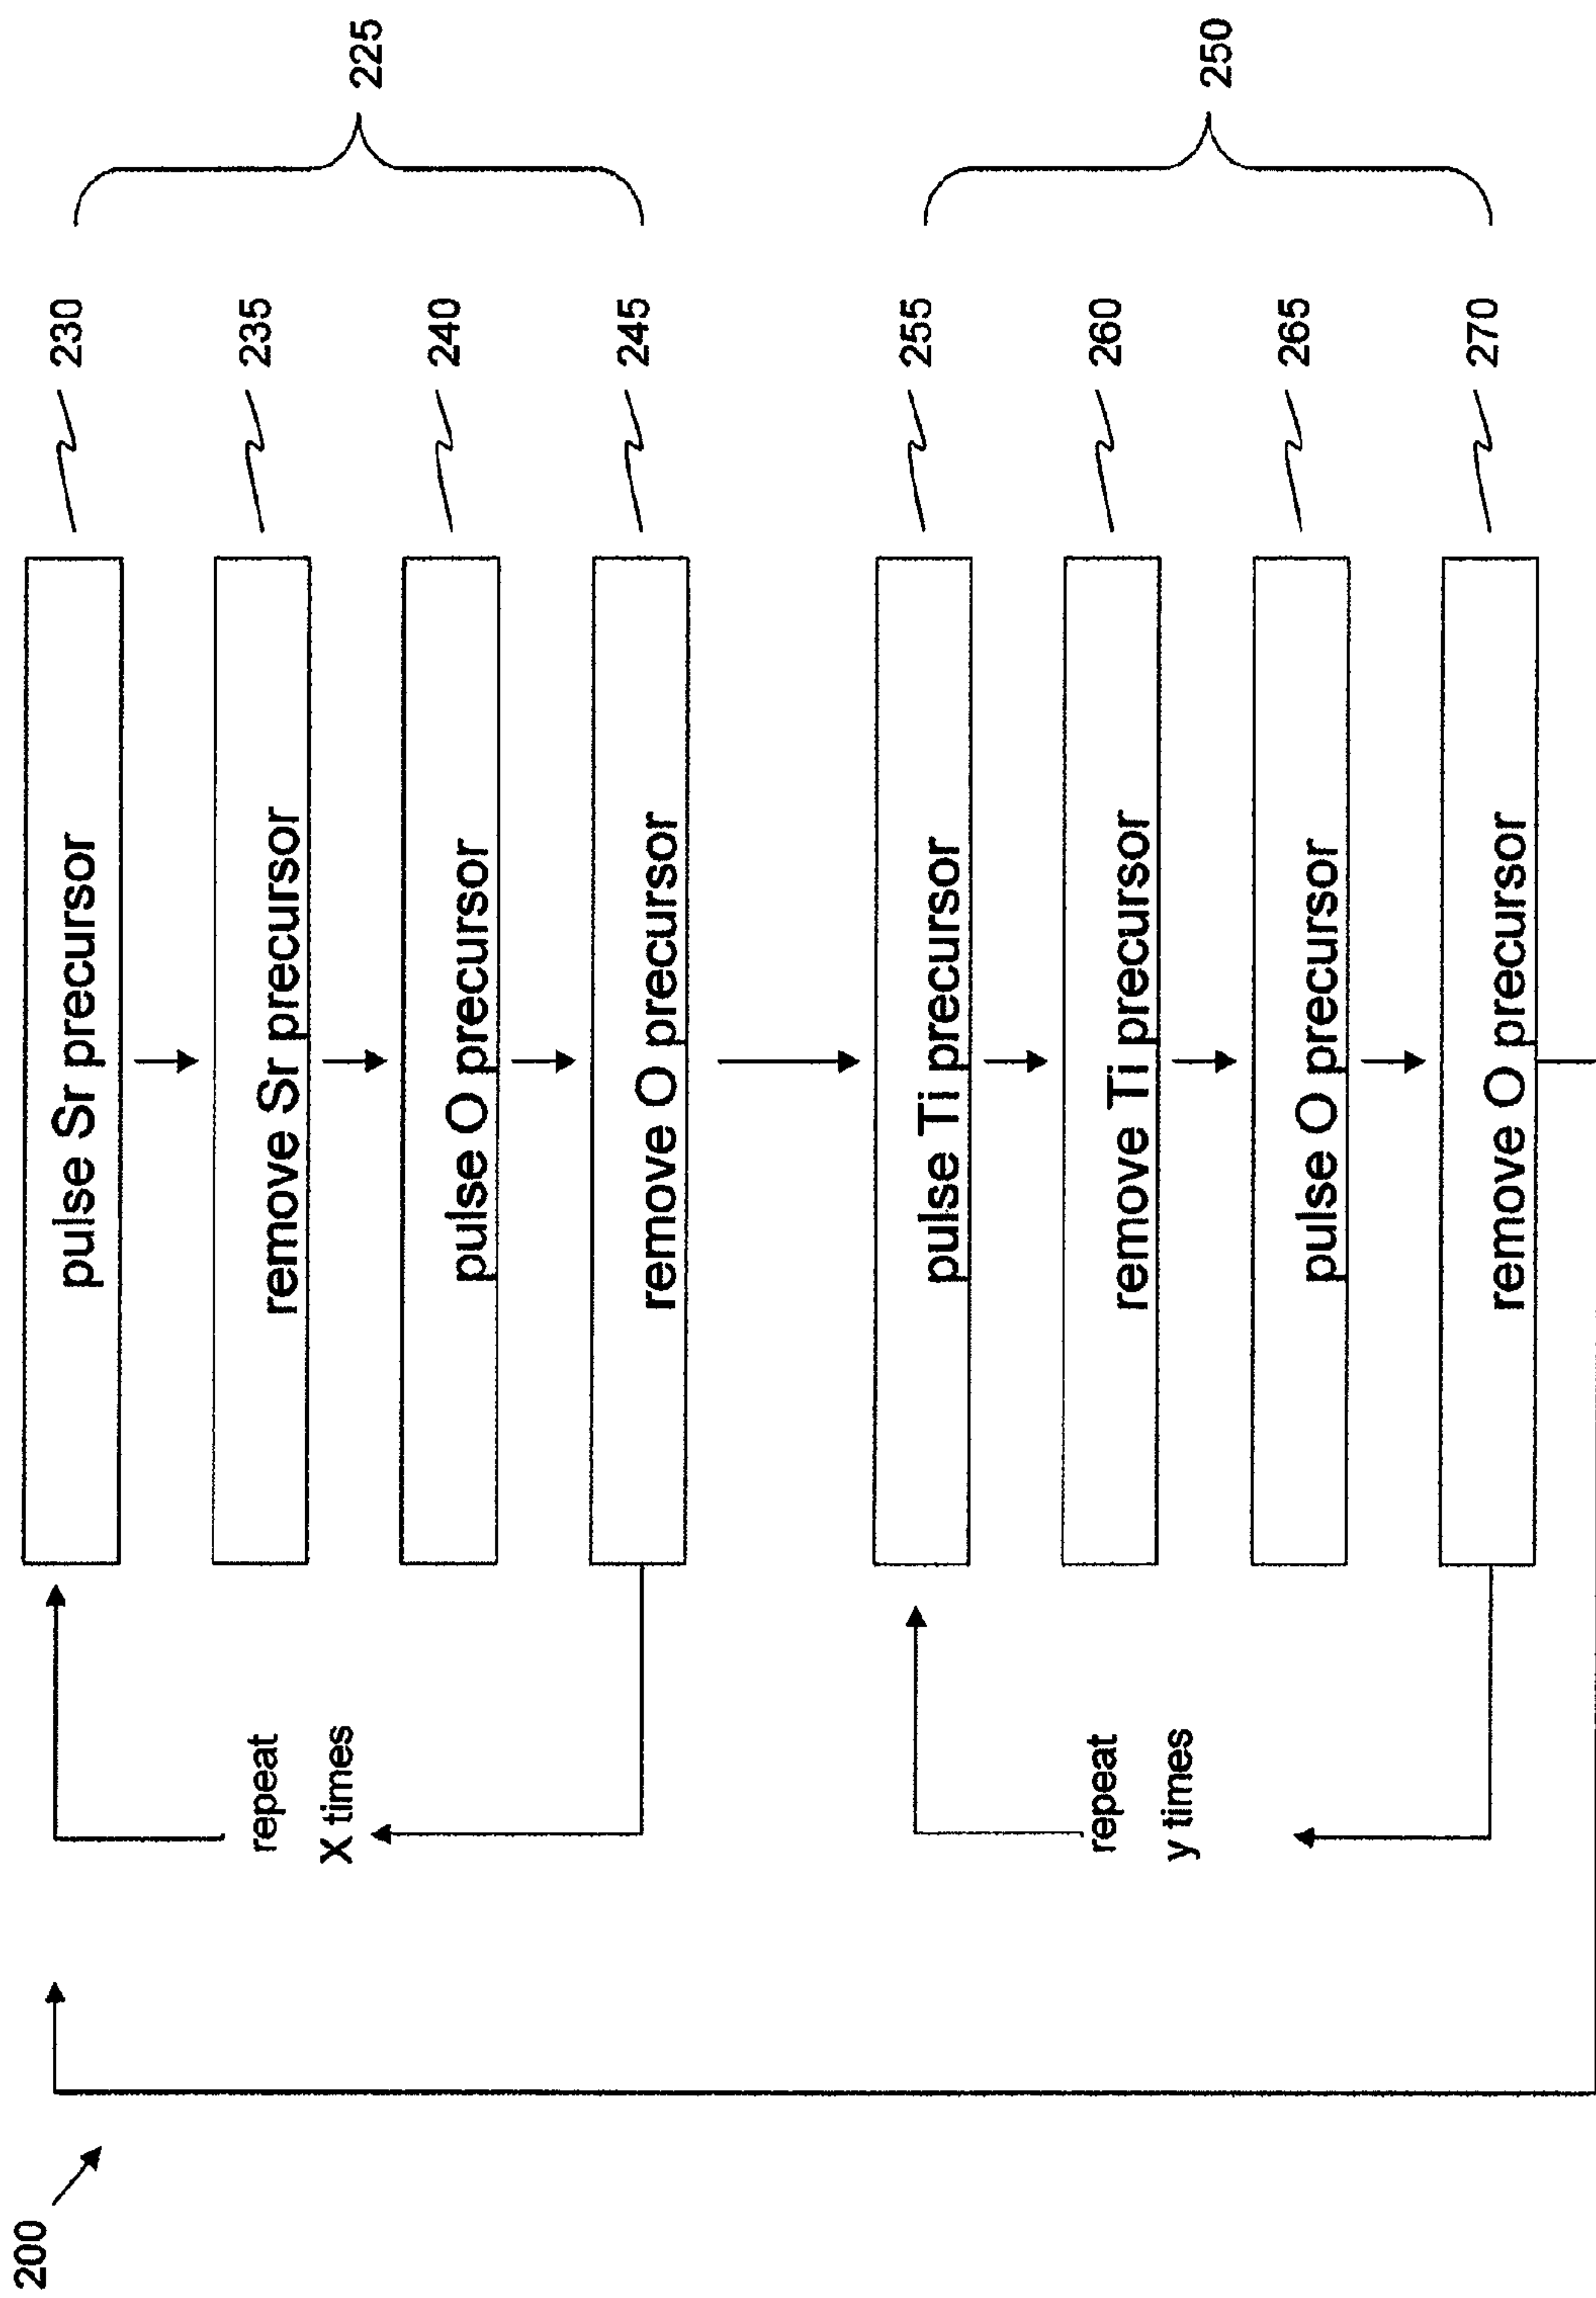 200
pulse Sr precursor
230
remove Sr precursor
235
pulse O precursor
240
remove O precursor
245
225
repeat
X times
pulse Ti precursor
255
remove Ti precursor
260
pulse O precursor
265
remove O precursor
270
250
repeat
y times